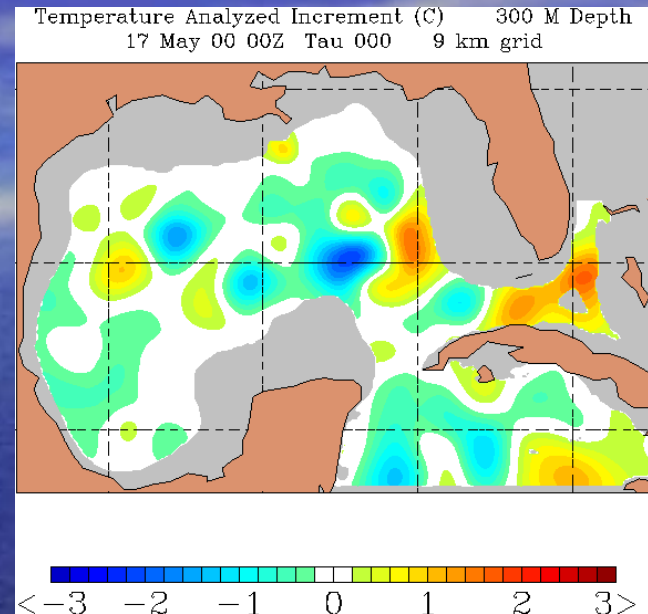 Temperature Analyzed Increment (C) 300 M Depth
17 May 00 00Z Tau 000 9 km grid
<-3 -2 -1 0 1 2 3>